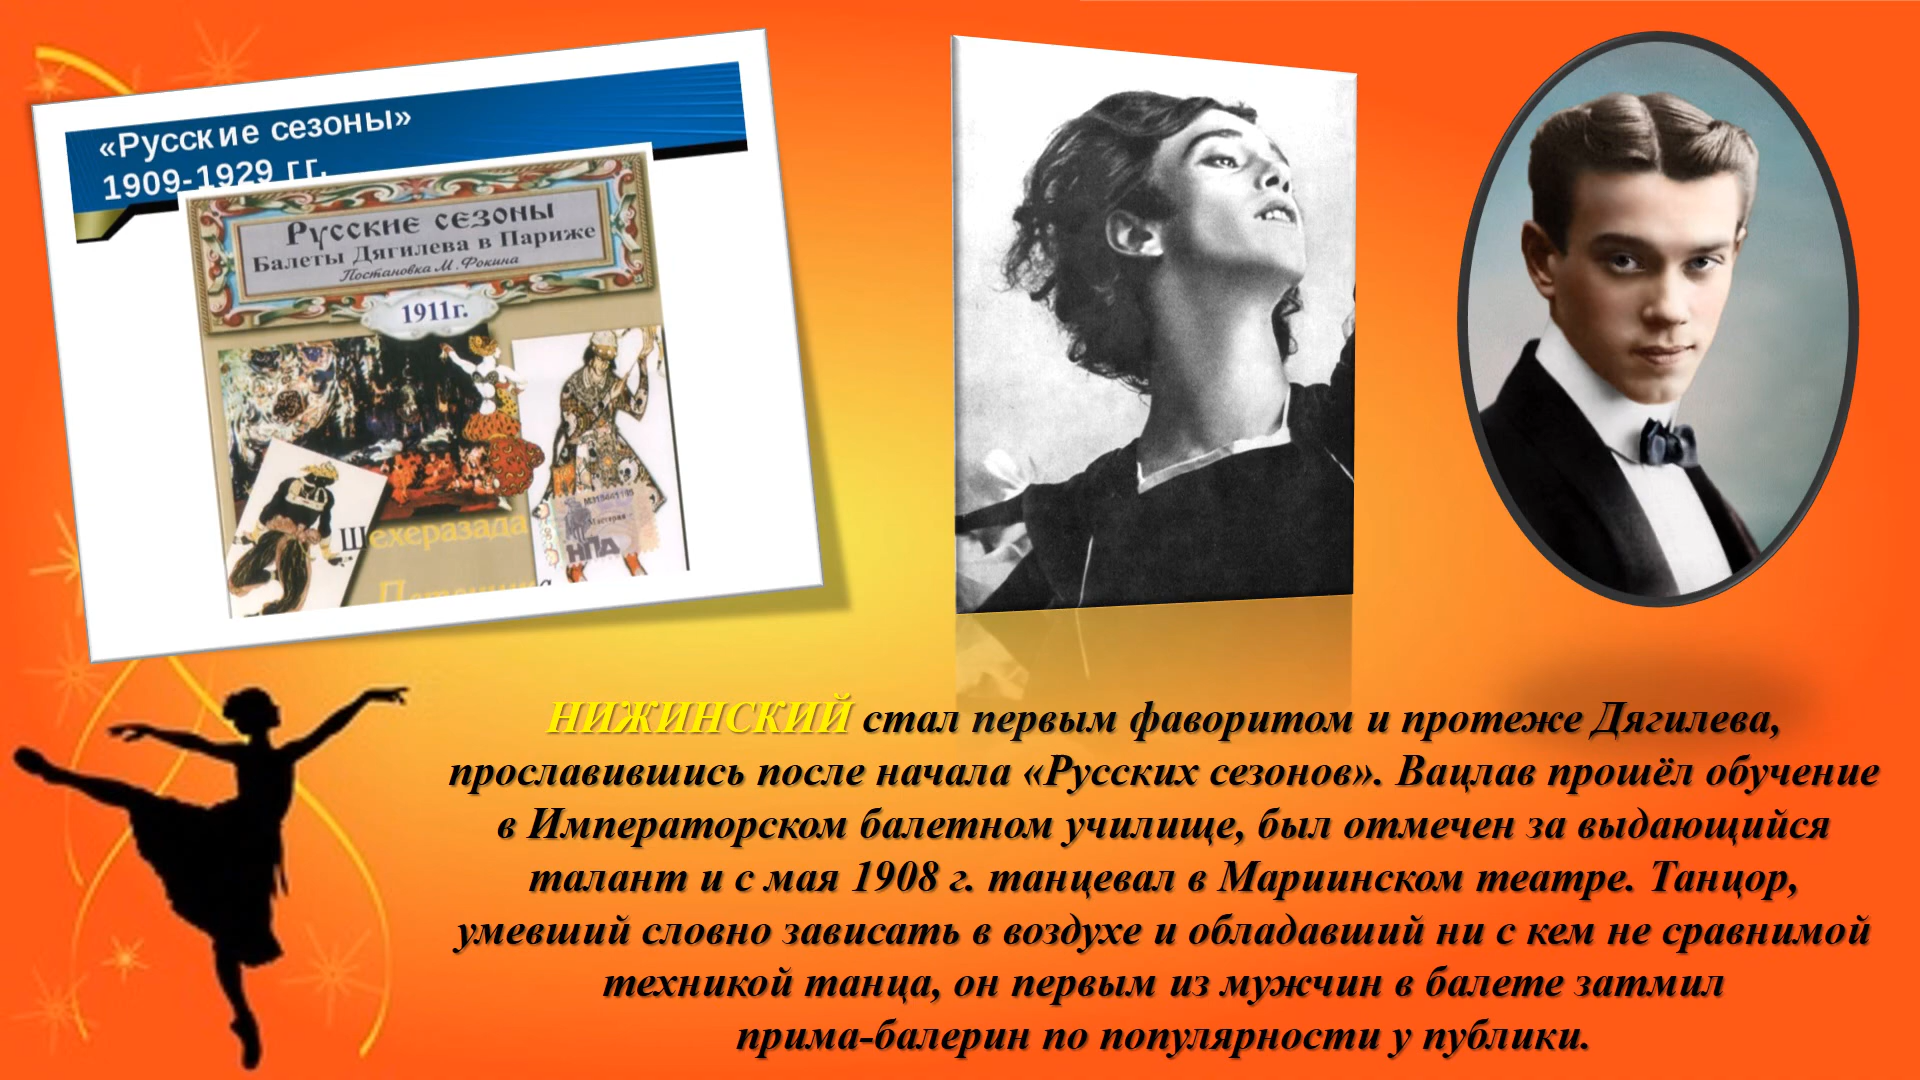 «Русские сезоны»
1909-1929 гг.
Русские сезоны
Балеты Дягилева в Париже
Постановка М. Фокина
1911г.
Шехеразада
НПД
НИЖИНСКИЙ стал первым фаворитом и протеже Дягилева,
прославившись после начала «Русских сезонов». Вацлав прошёл обучение
в Императорском балетном училище, был отмечен за выдающийся
талант и с мая 1908 г. танцевал в Мариинском театре. Танцор,
умевший словно зависать в воздухе и обладавший ни с кем не сравнимой
техникой танца, он первым из мужчин в балете затмил
прима-балерин по популярности у публики.